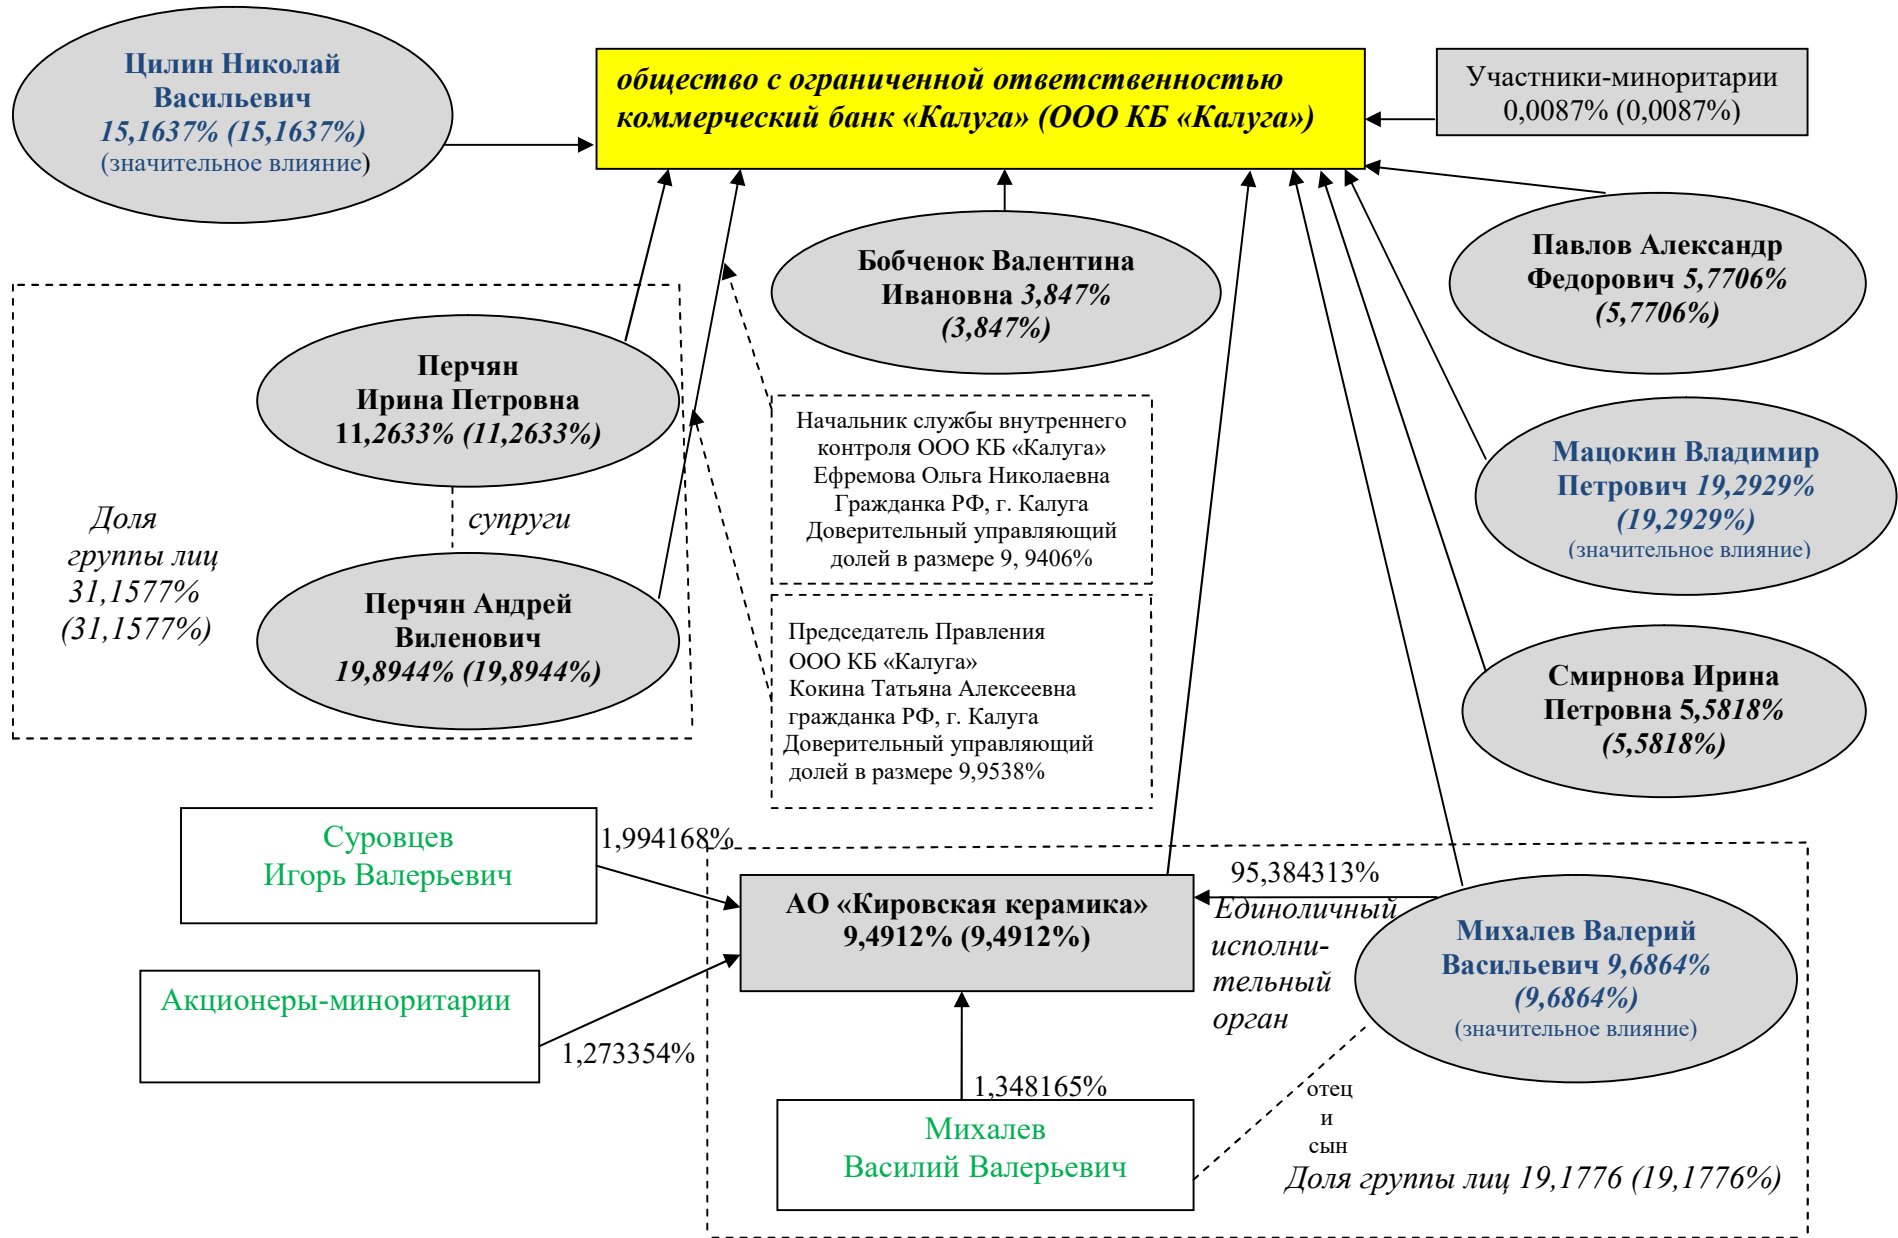 Цилин Николай
Васильевич
15,1637% (15,1637%)
(значительное влияние)
общество с ограниченной ответственностью
коммерческий банк «Калуга» (ООО КБ «Калуга»)
Участники-миноритарии
0,0087% (0,0087%)
Бобченок Валентина
Ивановна 3,847%
(3,847%)
Павлов Александр
Федорович 5,7706%
(5,7706%)
Перчян
Ирина Петровна
11,2633% (11,2633%)
супруги
Доля
группы лиц
31,1577%
(31,1577%)
Перчян Андрей
Виленович
19,8944% (19,8944%)
Начальник службы внутреннего
контроля ООО КБ «Калуга»
Ефремова Ольга Николаевна
Гражданка РФ, г. Калуга
Доверительный управляющий
долей в размере 9, 9406%
Председатель Правления
ООО КБ «Калуга»
Кокина Татьяна Алексеевна
гражданка РФ, г. Калуга
Доверительный управляющий
долей в размере 9,9538%
Мацокин Владимир
Петрович 19,2929%
(19,2929%)
(значительное влияние)
Смирнова Ирина
Петровна 5,5818%
(5,5818%)
Суровцев
Игорь Валерьевич
1,994168%
АО «Кировская керамика»
9,4912% (9,4912%)
95,384313%
Единоличный
исполни-
тельный
орган
Михалев Валерий
Васильевич 9,6864%
(9,6864%)
(значительное влияние)
Акционеры-миноритарии
1,273354%
1,348165%
Михалев
Василий Валерьевич
отец
и
сын
Доля группы лиц 19,1776 (19,1776%)